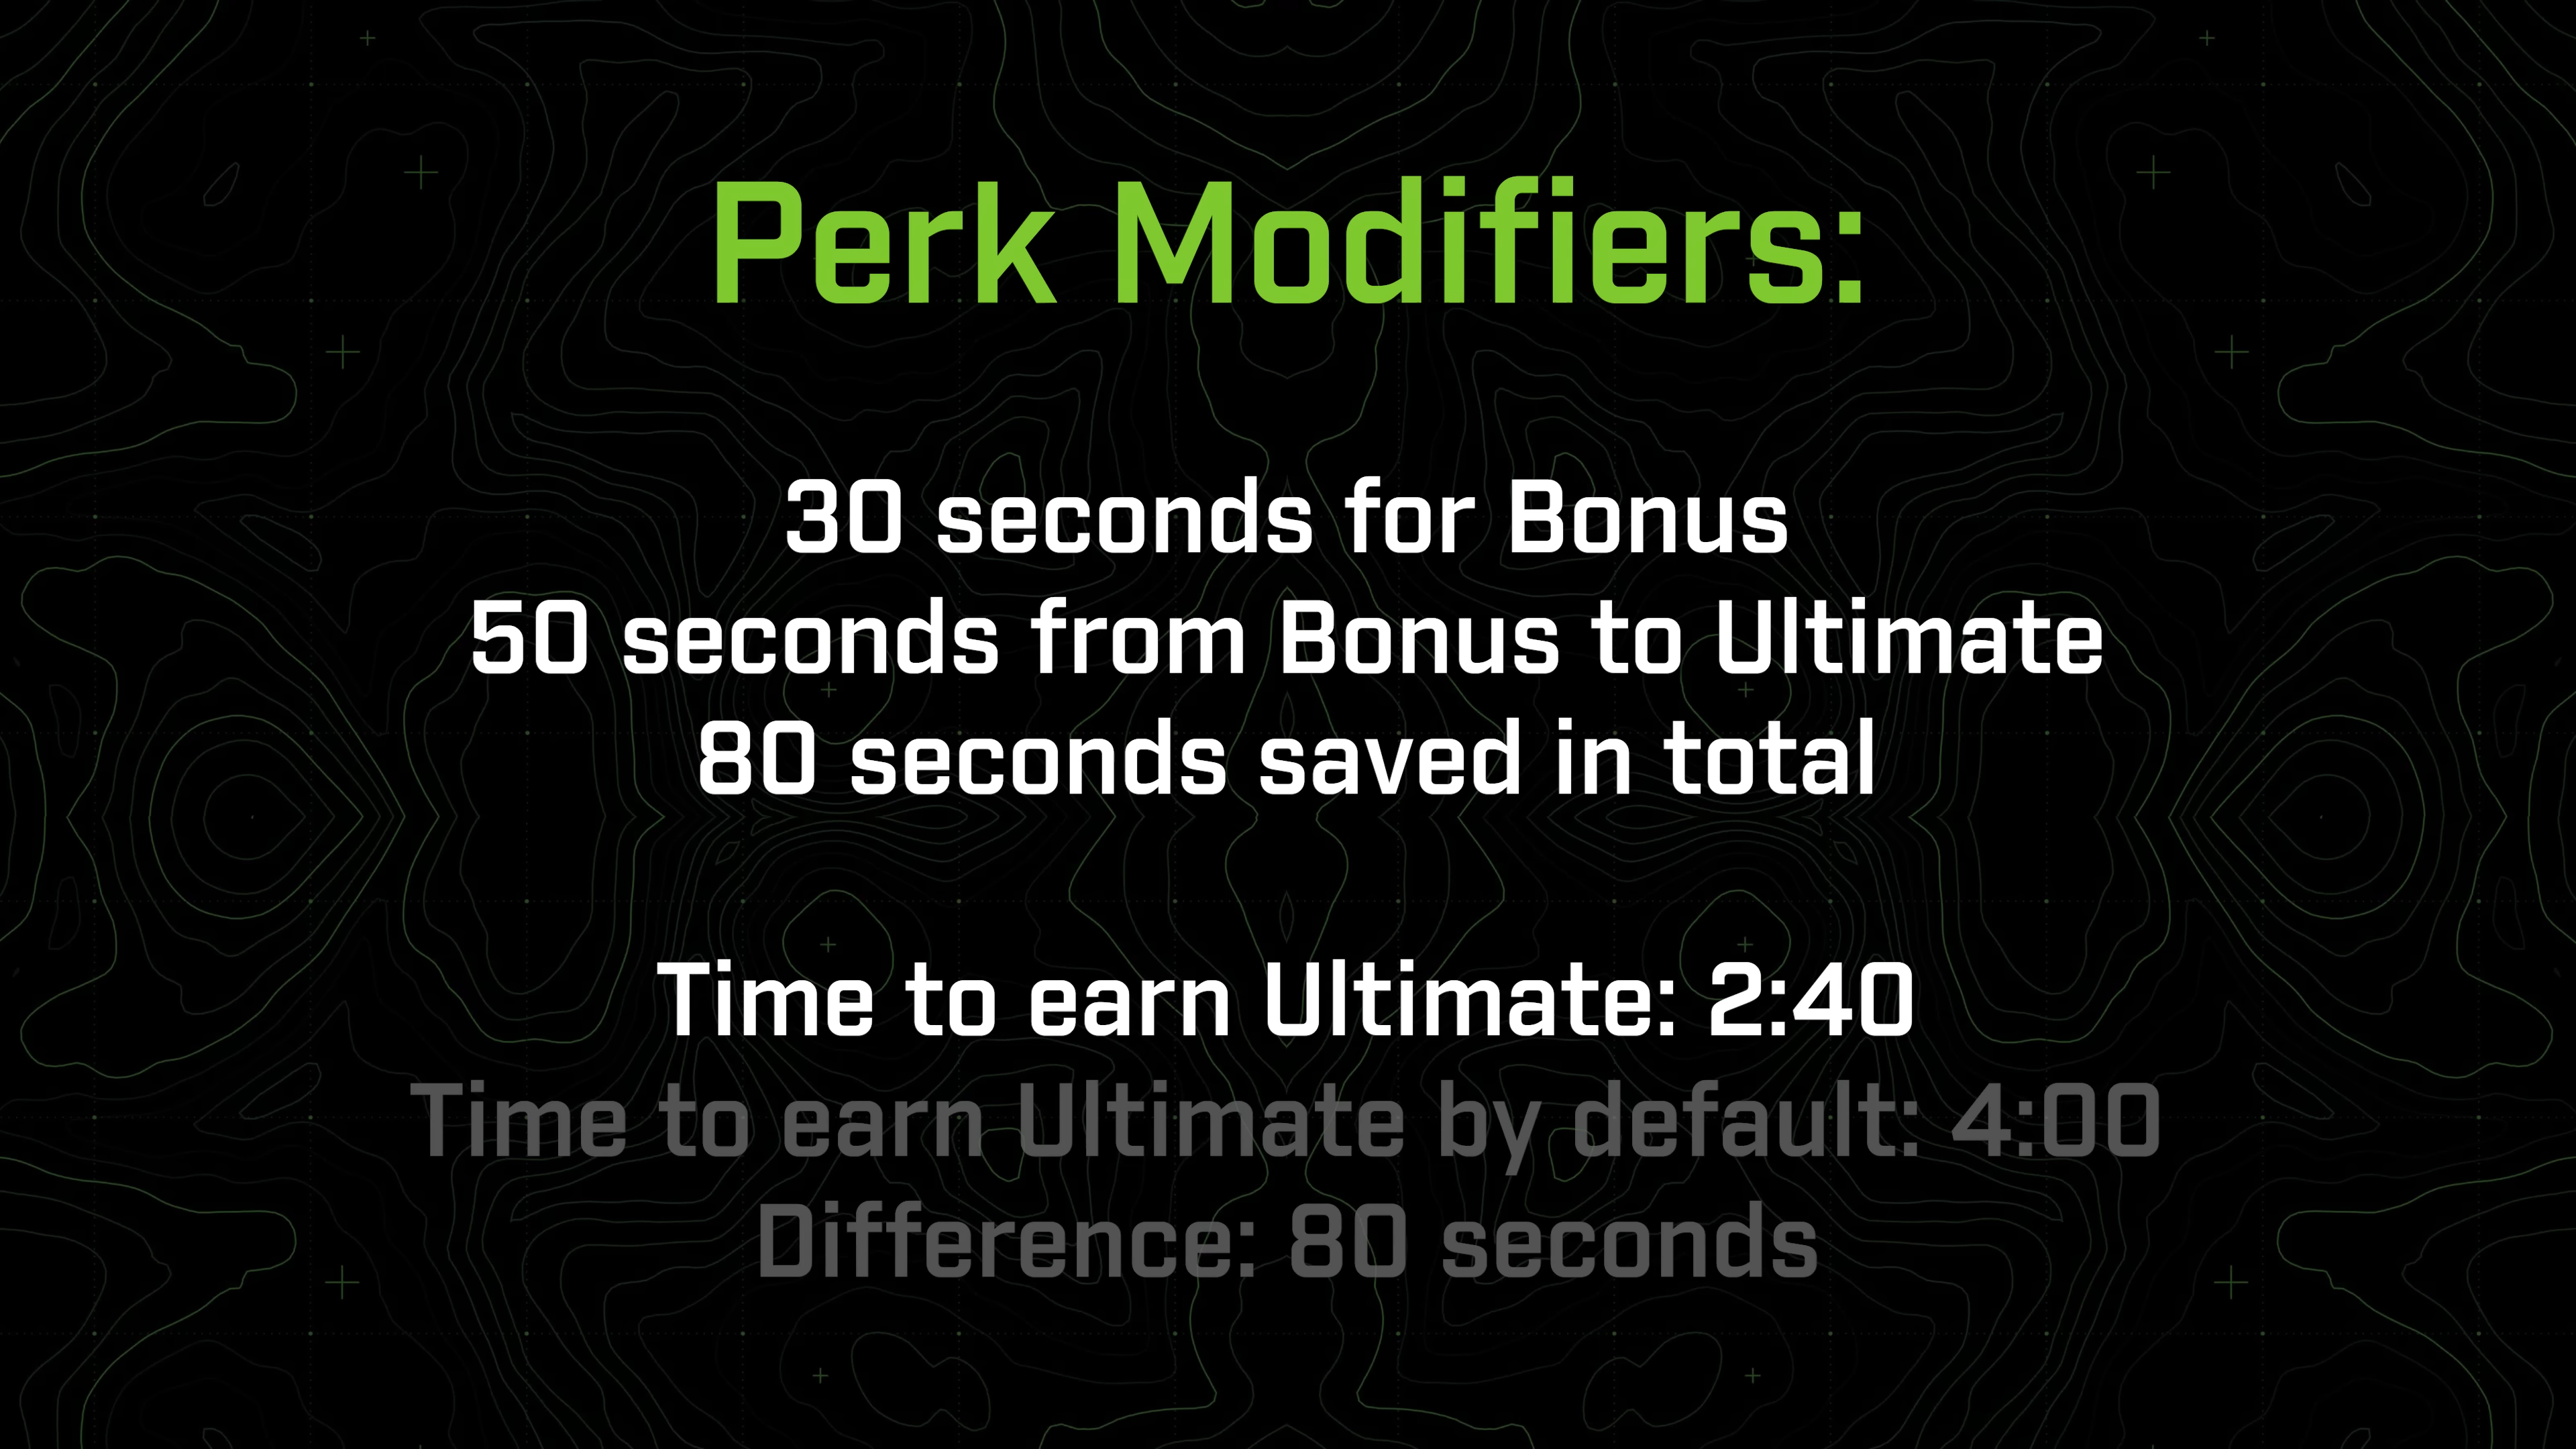 Perk Modifiers:
30 seconds for Bonus
50 seconds from Bonus to Ultimate
80 seconds saved in total
Time to earn Ultimate: 2:40
Time to earn Ultimate by default: 4:00
Difference: 80 seconds